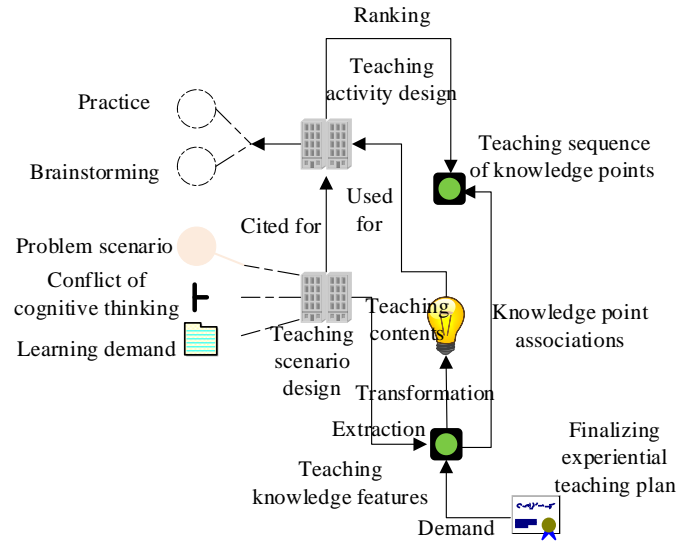 Ranking
Teaching
activity design
Practice
Brainstorming
Teaching sequence
of knowledge points
Cited for
Used
for
Problem scenario
Conflict of
cognitive thinking
Learning demand
Teaching
scenario
design
Teaching
contents
Knowledge point
associations
Transformation
Extraction
Teaching
knowledge features
Finalizing
experiential
teaching plan
Demand